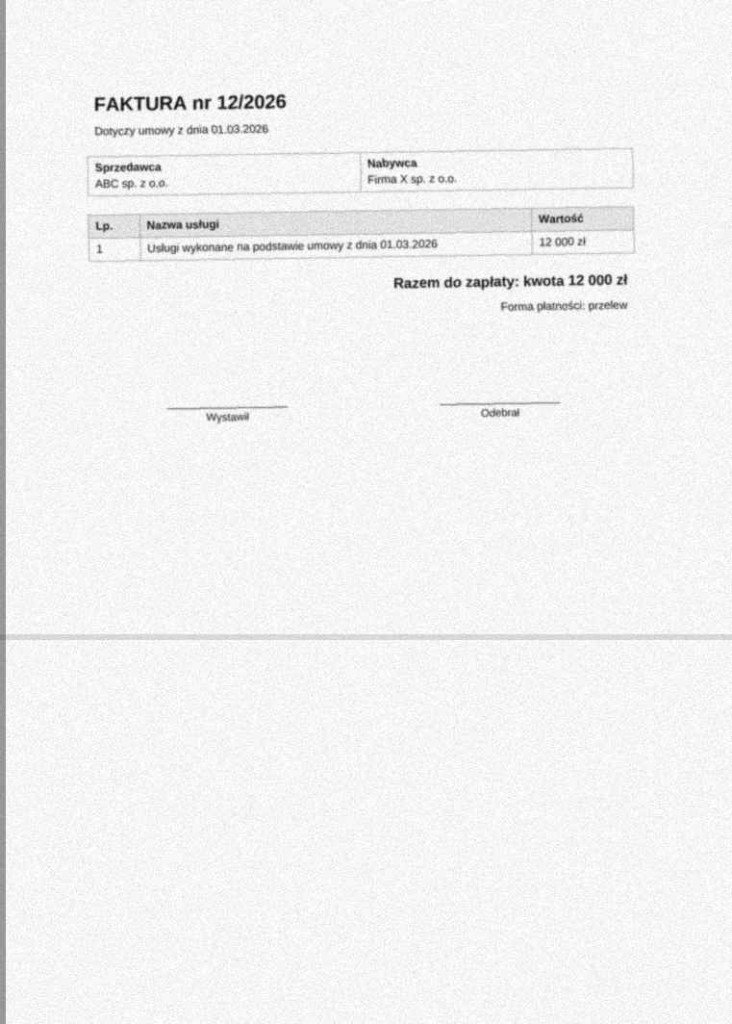 FAKTURA nr 12/2026
Dotyczy umowy z dnia 01.03.2026
Sprzedawca
ABC sp. z o.o.
Nabywca
Firma X sp. z o.o.
Lp. Nazwa usługi Wartość
1 Usługi wykonane na podstawie umowy z dnia 01.03.2026 12 000 zł
Razem do zapłaty: kwota 12 000 zł
Forma płatności: przelew
Wystawił
Odebrał